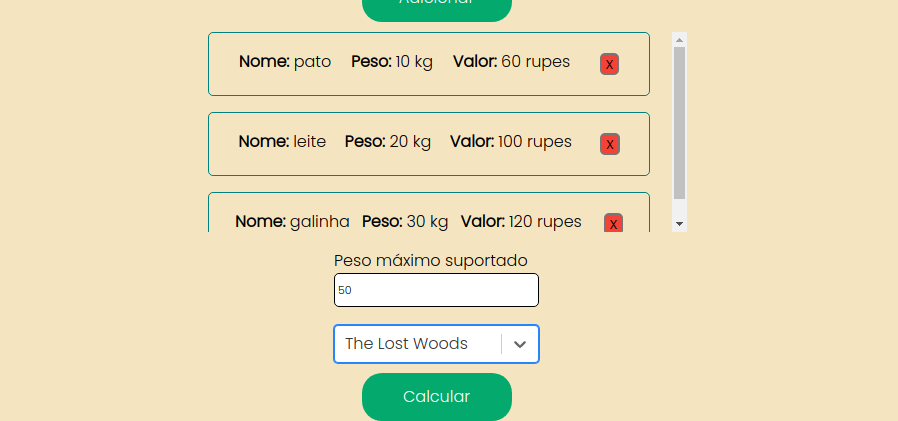 Adicionar
Nome: pato Peso: 10 kg Valor: 60 rupes X
Nome: leite Peso: 20 kg Valor: 100 rupes X
Nome: galinha Peso: 30 kg Valor: 120 rupes X
Peso máximo suportado
50
The Lost Woods
Calcular